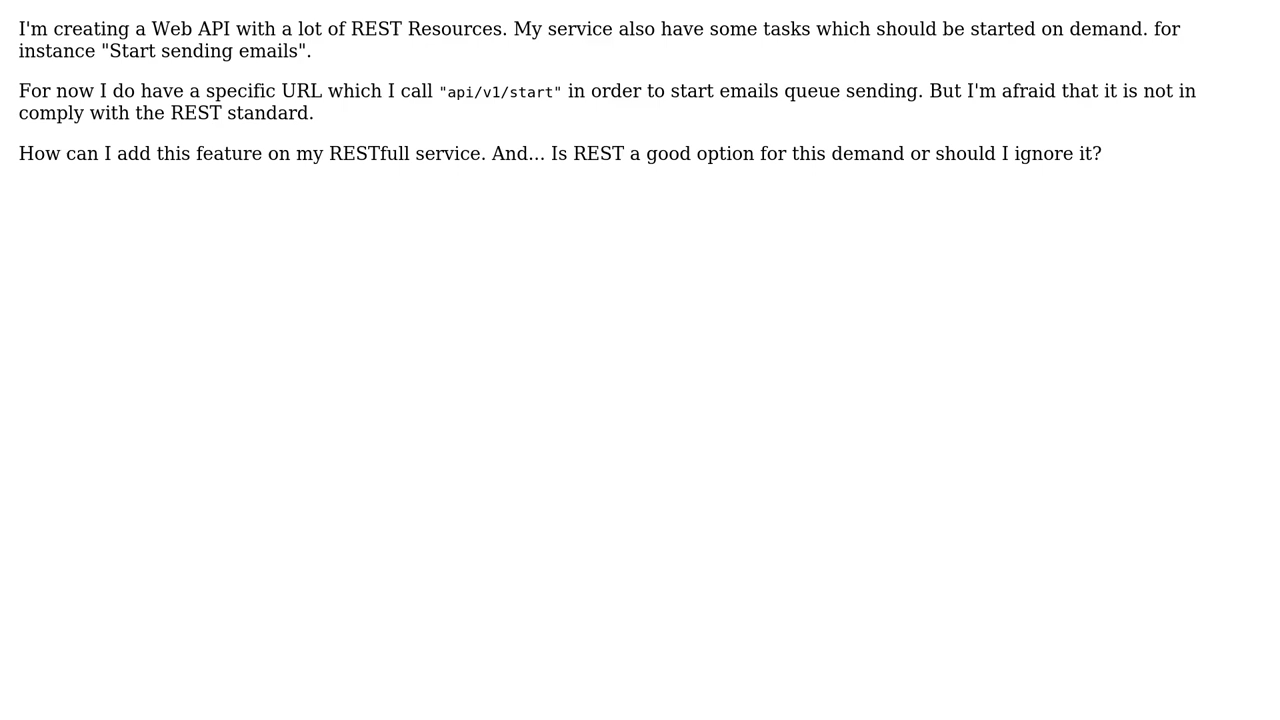 I'm creating a Web API with a lot of REST Resources. My service also have some tasks which should be started on demand. for
instance "Start sending emails".
For now I do have a specific URL which I call "api/v1/start" in order to start emails queue sending. But I'm afraid that it is not in
comply with the REST standard.
How can I add this feature on my RESTfull service. And... Is REST a good option for this demand or should I ignore it?